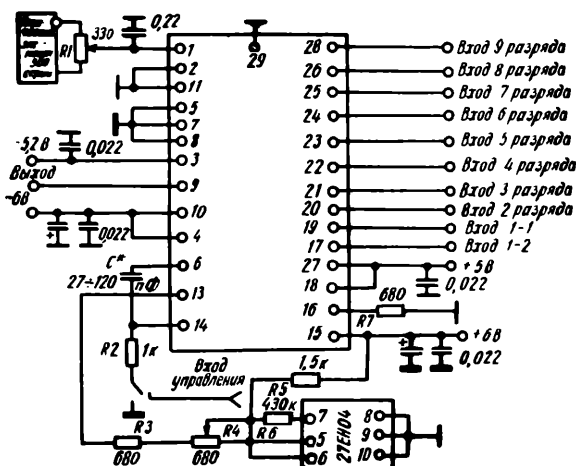 330
R1
0,22
1
2
11
5
7
8
3
9
10
4
6
13
14
29
28
26
25
24
23
22
21
20
19
17
27
18
16
15
Вход 9 разряда
Вход 8 разряда
Вход 7 разряда
Вход 6 разряда
Вход 5 разряда
Вход 4 разряда
Вход 3 разряда
Вход 2 разряда
Вход 1-1
Вход 1-2
+5В
0,022
680
R7
+6В
0,022
-5,2В
0,022
Выход
-6В
+
0,022
C*
27÷120 пФ
R2
1к
Вход
управления
1,5к
R5
430к
R6
R3
680
R4
680
+
7
5
6
27ЕН04
8
9
10